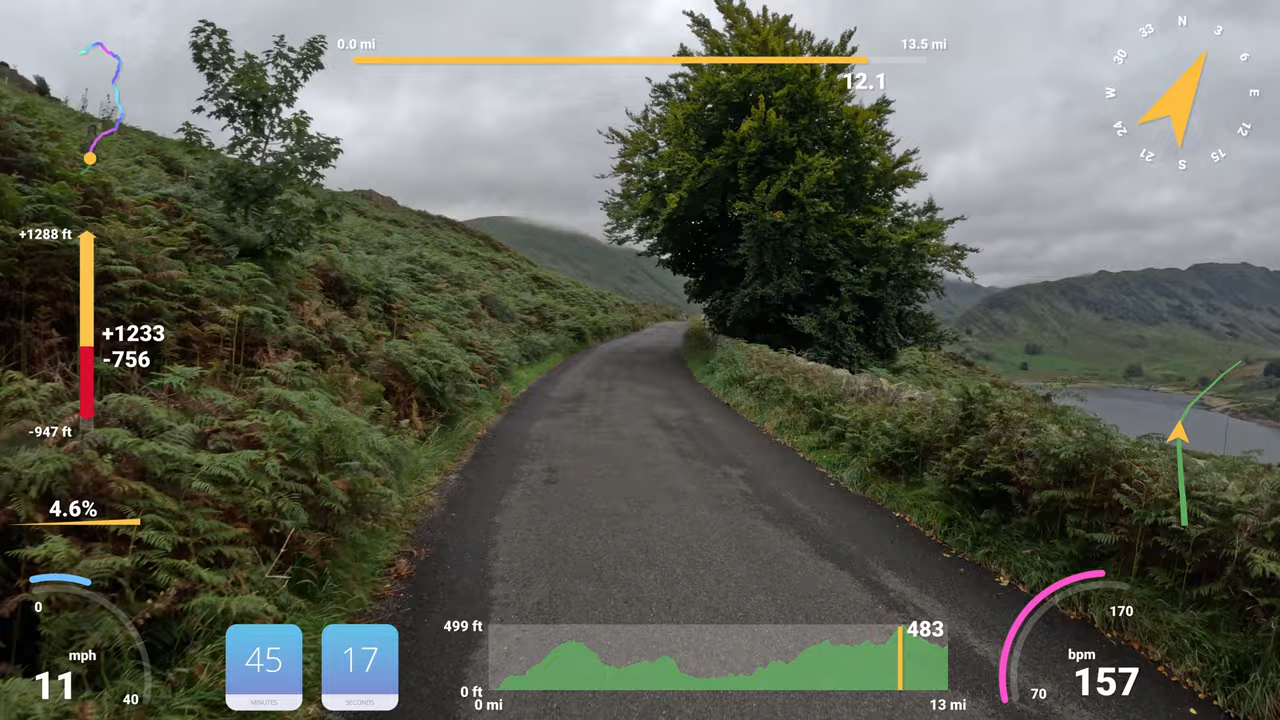 0.0 mi
13.5 mi
12.1
N
3
6
E
12
15
S
21
24
W
30
33
+1288 ft
+1233
-756
-947 ft
4.6%
0
mph
11
40
45
MINUTES
17
SECONDS
499 ft
483
0 ft
0 mi
13 mi
170
bpm
157
70